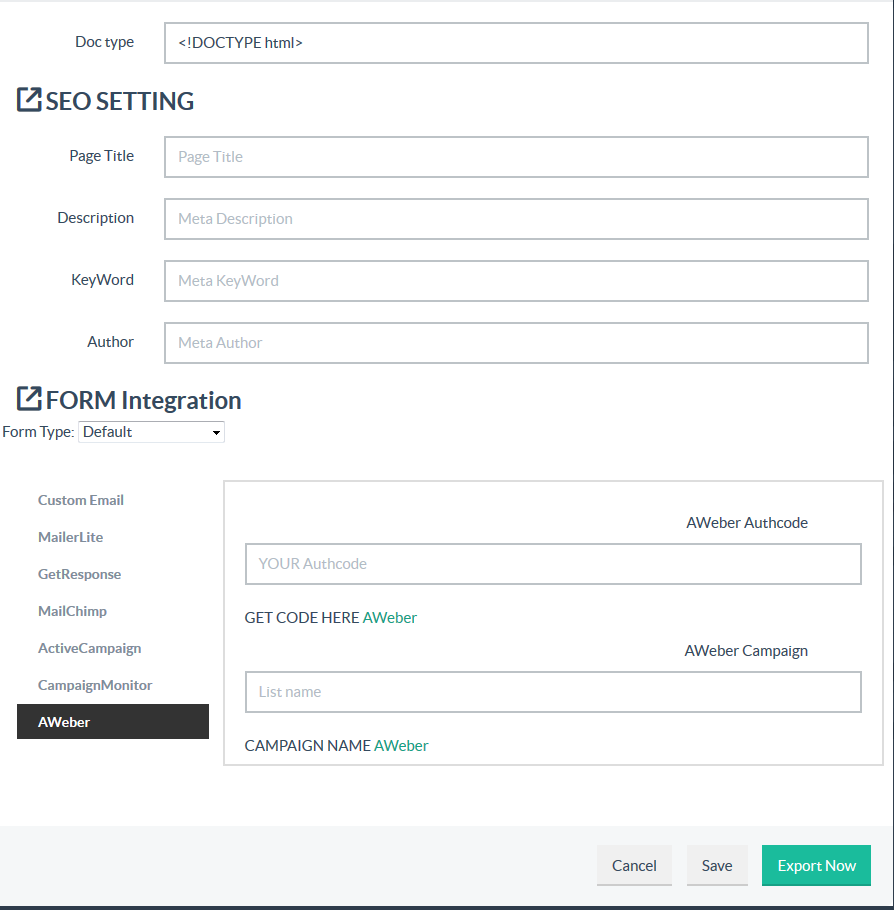 Doc type <!DOCTYPE html>
SEO SETTING
Page Title Page Title
Description Meta Description
KeyWord Meta KeyWord
Author Meta Author
FORM Integration
Form Type: Default
Custom Email
MailerLite
GetResponse
MailChimp
ActiveCampaign
CampaignMonitor
AWeber
AWeber Authcode
YOUR Authcode
GET CODE HERE AWeber
AWeber Campaign
List name
CAMPAIGN NAME AWeber
Cancel Save Export Now